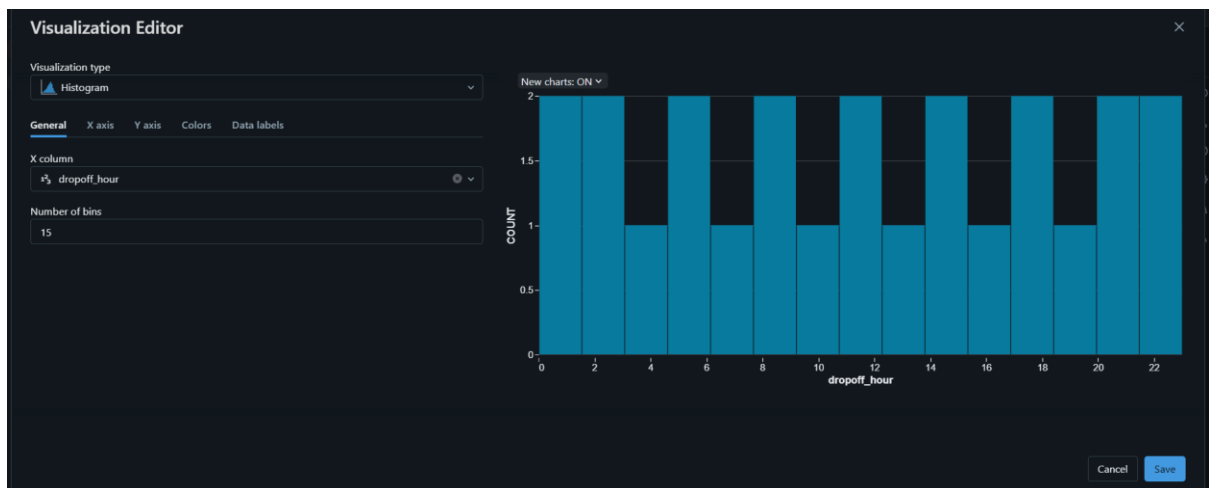 Visualization Editor
Visualization type
Histogram
General X axis Y axis Colors Data labels
X column
1²3 dropoff_hour
Number of bins
15
New charts: ON
2
1.5
1
0.5
0
COUNT
0 2 4 6 8 10 12 14 16 18 20 22
dropoff_hour
Cancel Save